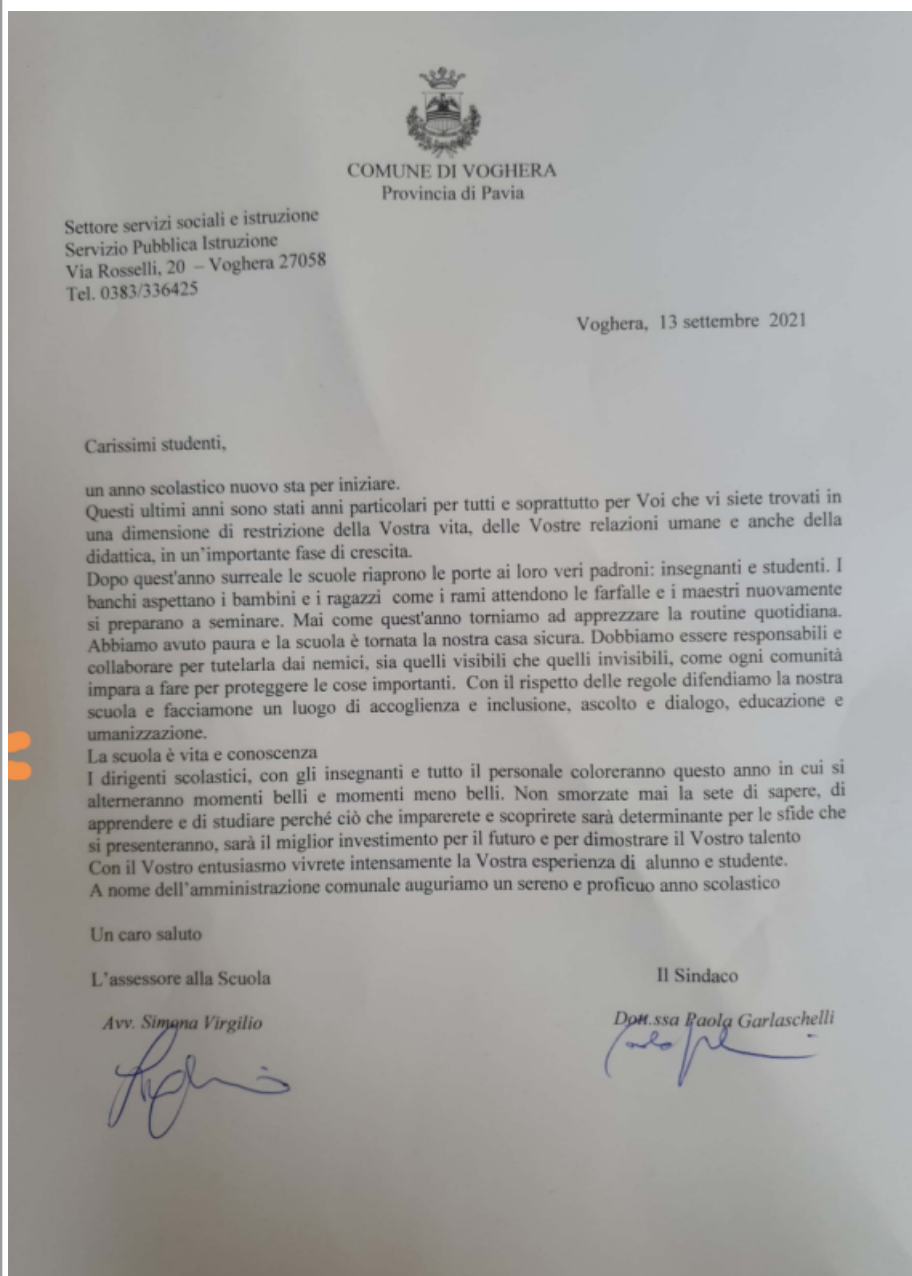 COMUNE DI VOGHERA
Provincia di Pavia
Settore servizi sociali e istruzione
Servizio Pubblica Istruzione
Via Rosselli, 20 – Voghera 27058
Tel. 0383/336425
Voghera, 13 settembre 2021
Carissimi studenti,
un anno scolastico nuovo sta per iniziare.
Questi ultimi anni sono stati anni particolari per tutti e soprattutto per Voi che vi siete trovati in
una dimensione di restrizione della Vostra vita, delle Vostre relazioni umane e anche della
didattica, in un'importante fase di crescita.
Dopo quest'anno surreale le scuole riaprono le porte ai loro veri padroni: insegnanti e studenti. I
banchi aspettano i bambini e i ragazzi come i rami attendono le farfalle e i maestri nuovamente
si preparano a seminare. Mai come quest'anno torniamo ad apprezzare la routine quotidiana.
Abbiamo avuto paura e la scuola è tornata la nostra casa sicura. Dobbiamo essere responsabili e
collaborare per tutelarla dai nemici, sia quelli visibili che quelli invisibili, come ogni comunità
impara a fare per proteggere le cose importanti. Con il rispetto delle regole difendiamo la nostra
scuola e facciamone un luogo di accoglienza e inclusione, ascolto e dialogo, educazione e
umanizzazione.
La scuola è vita e conoscenza
I dirigenti scolastici, con gli insegnanti e tutto il personale coloreranno questo anno in cui si
alterneranno momenti belli e momenti meno belli. Non smorzate mai la sete di sapere, di
apprendere e di studiare perché ciò che imparerete e scoprirete sarà determinante per le sfide che
si presenteranno, sarà il miglior investimento per il futuro e per dimostrare il Vostro talento
Con il Vostro entusiasmo vivrete intensamente la Vostra esperienza di alunno e studente.
A nome dell'amministrazione comunale auguriamo un sereno e proficuo anno scolastico
Un caro saluto
L'assessore alla Scuola
Il Sindaco
Avv. Simona Virgilio
Dott.ssa Paola Garlaschelli